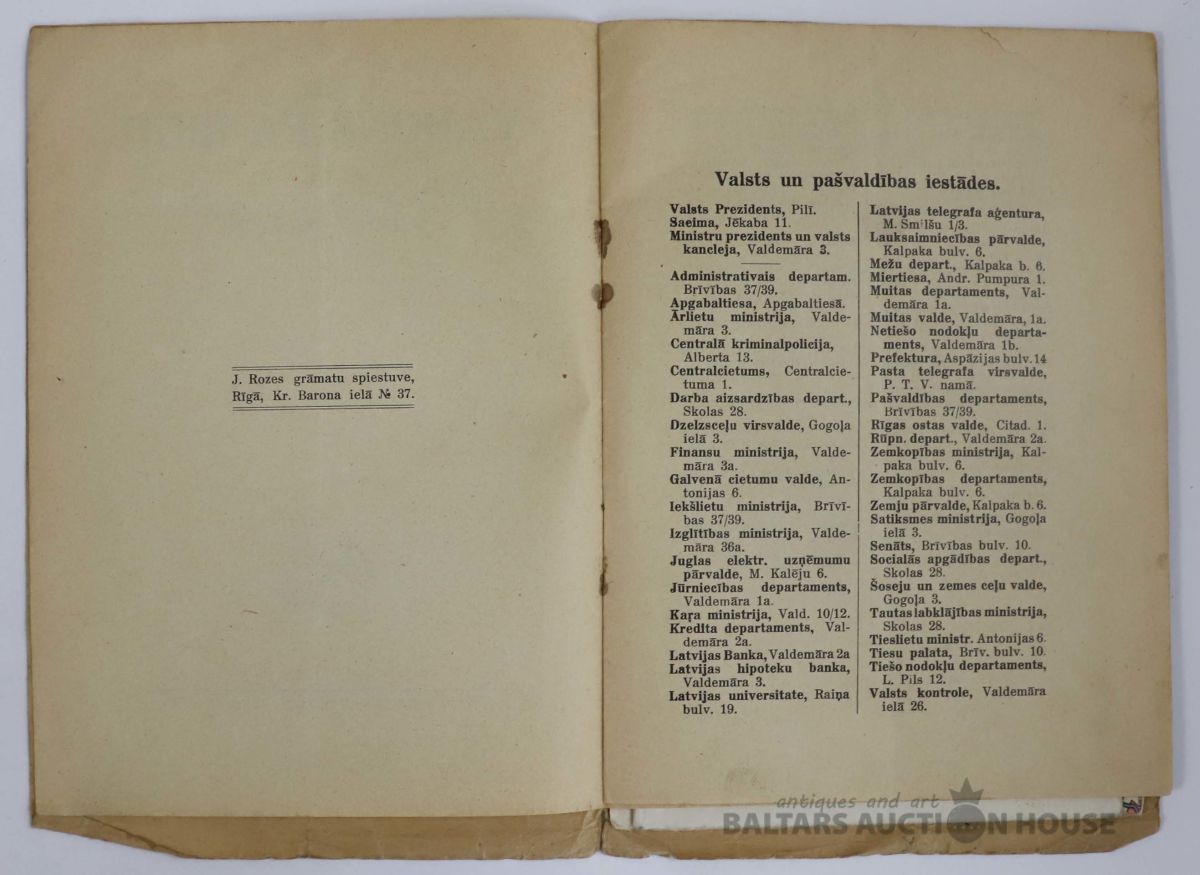 J. Rozes grāmatu spiestuve,
Rīgā, Kr. Barona ielā № 37.
Valsts un pašvaldības iestādes.
Valsts Prezidents, Pilī.
Saeima, Jēkaba 11.
Ministru prezidents un valsts
kancleja, Valdemāra 3.
Administrativais departam.
Brīvības 37/39.
Apgabaltiesa, Apgabaltiesā.
Ārlietu ministrija, Valde-
māra 3.
Centralā kriminalpolicija,
Alberta 13.
Centralcietums, Centralcie-
tuma 1.
Darba aizsardzības depart.,
Skolas 28.
Dzelzsceļu virsvalde, Gogoļa
ielā 3.
Finansu ministrija, Valde-
māra 3a.
Galvenā cietumu valde, An-
tonijas 6.
Iekšlietu ministrija, Brīvī-
bas 37/39.
Izglītības ministrija, Valde-
māra 36a.
Juglas elektr. uzņēmumu
pārvalde, M. Kalēju 6.
Jūrniecības departaments,
Valdemāra 1a.
Kaŗa ministrija, Vald. 10/12.
Kredita departaments, Val-
demāra 2a.
Latvijas Banka, Valdemāra 2a
Latvijas hipoteku banka,
Valdemāra 3.
Latvijas universitate, Raiņa
bulv. 19.
Latvijas telegrafa aģentura,
M. Smilšu 1/3.
Lauksaimniecības pārvalde,
Kalpaka bulv. 6.
Mežu depart., Kalpaka b. 6.
Miertiesa, Andr. Pumpura 1.
Muitas departaments, Val-
demāra 1a.
Muitas valde, Valdemāra, 1a.
Netiešo nodokļu departa-
ments, Valdemāra 1b.
Prefektura, Aspāzijas bulv. 14
Pasta telegrafa virsvalde,
P. T. V. namā.
Pašvaldības departaments,
Brīvības 37/39.
Rīgas ostas valde, Citad. 1.
Rūpn. depart., Valdemāra 2a.
Zemkopības ministrija, Kal-
paka bulv. 6.
Zemkopības departaments,
Kalpaka bulv. 6.
Zemju pārvalde, Kalpaka b. 6.
Satiksmes ministrija, Gogoļa
ielā 3.
Senāts, Brīvības bulv. 10.
Socialās apgādības depart.,
Skolas 28.
Šoseju un zemes ceļu valde,
Gogoļa 3.
Tautas labklājības ministrija,
Skolas 28.
Tieslietu ministr. Antonijas 6.
Tiesu palata, Brīv. bulv. 10.
Tiešo nodokļu departaments,
L. Pils 12.
Valsts kontrole, Valdemāra
ielā 26.
antiques and art
BALTARS AUCTION HOUSE